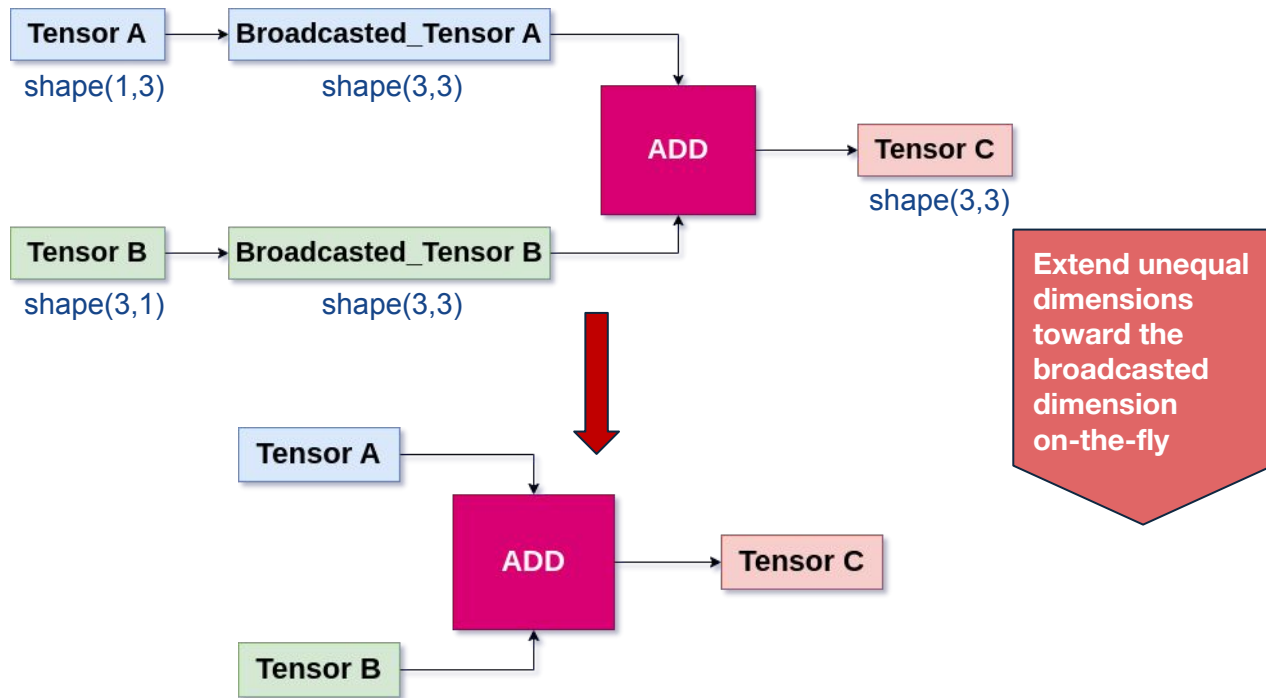 Tensor A
Broadcasted_Tensor A
shape(1,3)
shape(3,3)
ADD
Tensor C
shape(3,3)
Tensor B
Broadcasted_Tensor B
shape(3,1)
shape(3,3)
Extend unequal
dimensions
toward the
broadcasted
dimension
on-the-fly
Tensor A
ADD
Tensor C
Tensor B